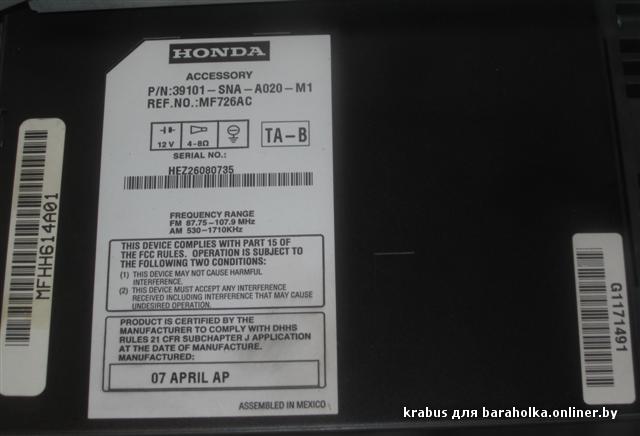 HONDA
ACCESSORY
P/N:39101-SNA-A020-M1
REF.NO.:MF726AC
12 V
4-8Ω
TA-B
SERIAL NO.:
HEZ26080735
FREQUENCY RANGE
FM 87.75-107.9 MHz
AM 530-1710KHz
THIS DEVICE COMPLIES WITH PART 15 OF
THE FCC RULES. OPERATION IS SUBJECT TO
THE FOLLOWING TWO CONDITIONS:
(1) THIS DEVICE MAY NOT CAUSE HARMFUL
INTERFERENCE.
(2) THIS DEVICE MUST ACCEPT ANY INTERFERENCE
RECEIVED INCLUDING INTERFERENCE THAT MAY CAUSE
UNDESIRED OPERATION.
PRODUCT IS CERTIFIED BY THE
MANUFACTURER TO COMPLY WITH DHHS
RULES 21 CFR SUBCHAPTER J APPLICATION
AT THE DATE OF MANUFACTURE.
MANUFACTURED:
07 APRIL AP
ASSEMBLED IN MEXICO
MFHH614A01
G1171491
krabus для baraholka.onliner.by